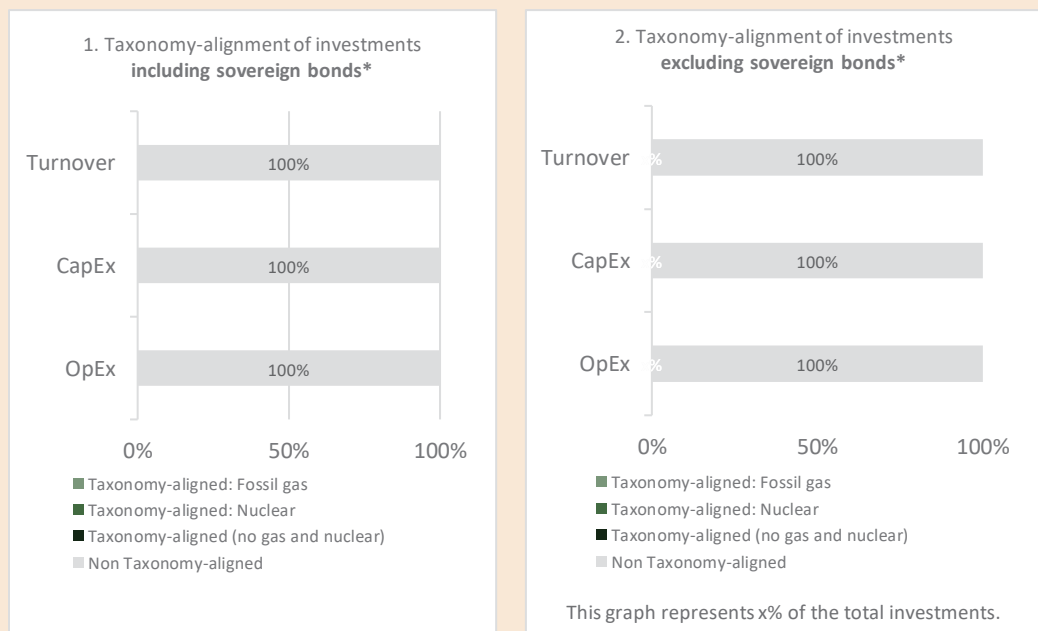 1. Taxonomy-alignment of investments
including sovereign bonds*
Turnover
100%
CapEx
100%
OpEx
100%
0% 50% 100%
Taxonomy-aligned: Fossil gas
Taxonomy-aligned: Nuclear
Taxonomy-aligned (no gas and nuclear)
Non Taxonomy-aligned
2. Taxonomy-alignment of investments
excluding sovereign bonds*
Turnover
% 100%
CapEx
% 100%
OpEx
% 100%
0% 50% 100%
Taxonomy-aligned: Fossil gas
Taxonomy-aligned: Nuclear
Taxonomy-aligned (no gas and nuclear)
Non Taxonomy-aligned
This graph represents x% of the total investments.